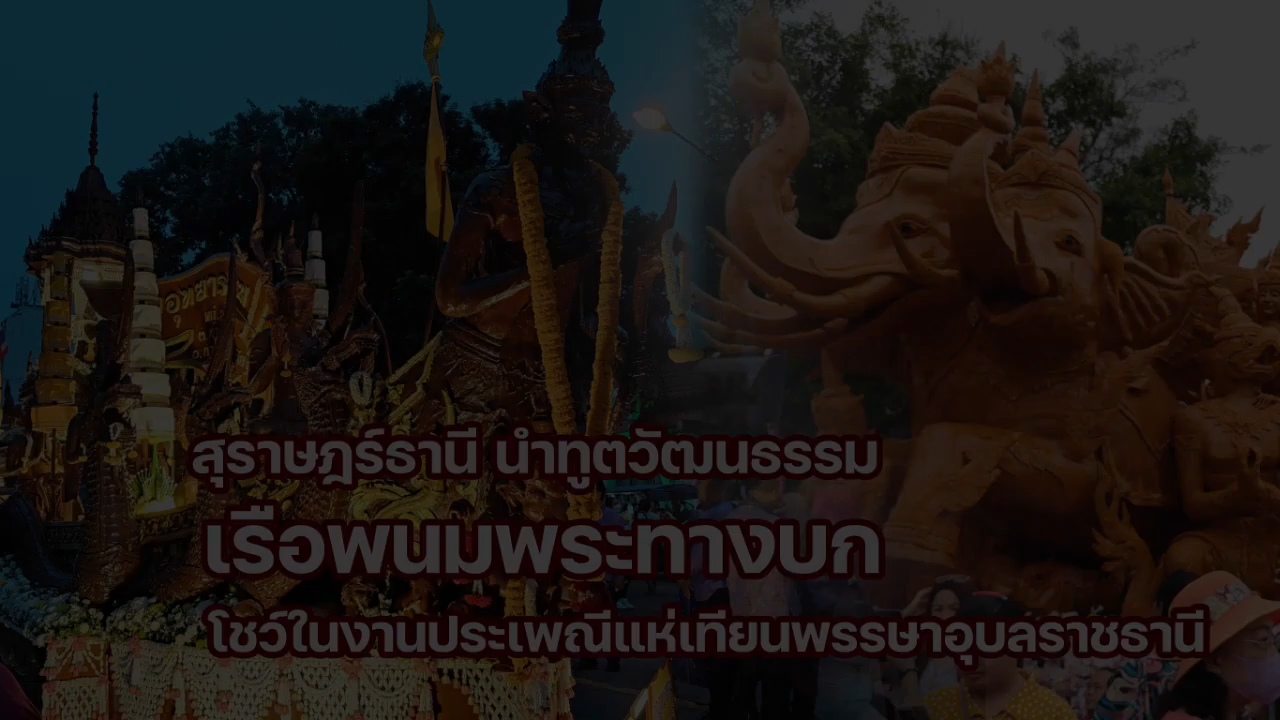 สุราษฎร์ธานี นำทูตวัฒนธรรม
เรือพนมพระทางบก
โชว์ในงานประเพณีแห่เทียนพรรษาอุบลราชธานี